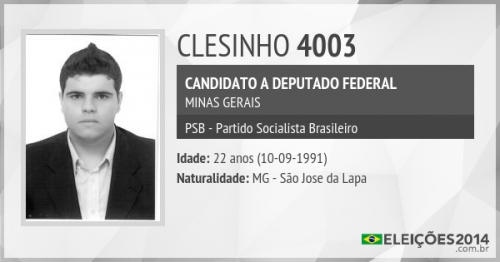 CLESINHO 4003
CANDIDATO A DEPUTADO FEDERAL
MINAS GERAIS
PSB - Partido Socialista Brasileiro
Idade: 22 anos (10-09-1991)
Naturalidade: MG - São Jose da Lapa
ELEIÇÕES2014
.com.br